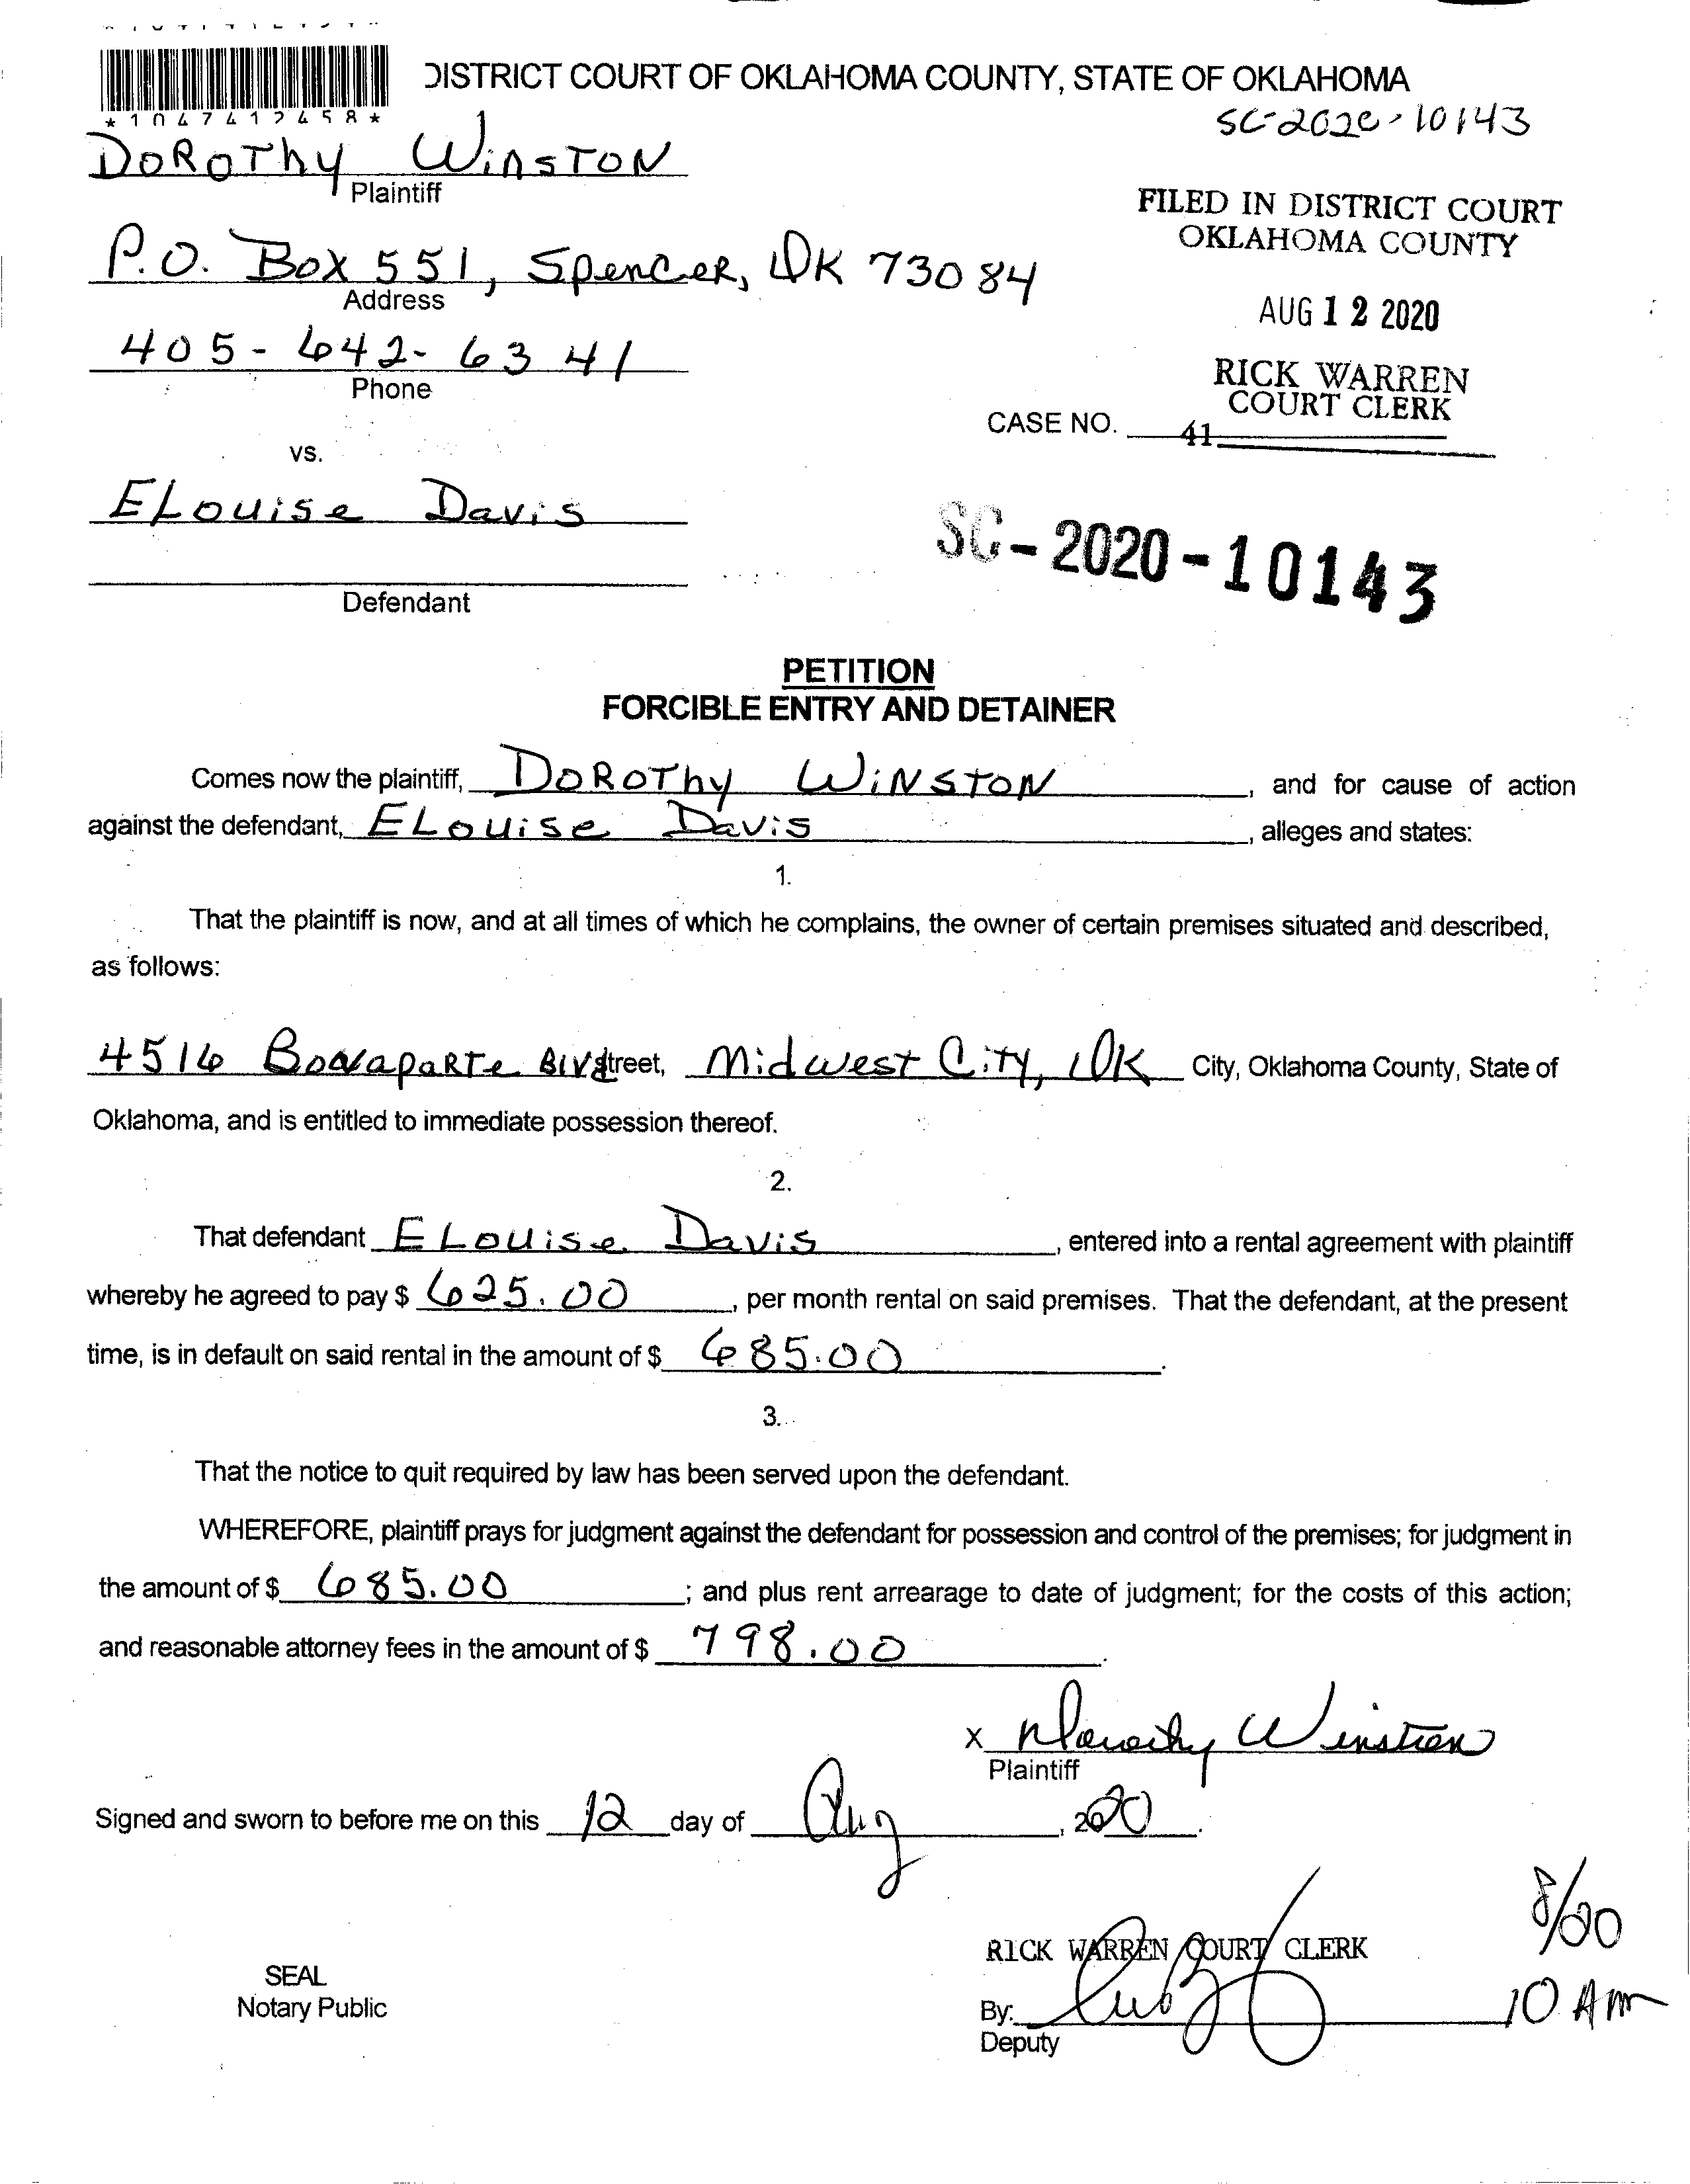 DISTRICT COURT OF OKLAHOMA COUNTY, STATE OF OKLAHOMA
*1047412458*
SC-2020-10143
DOROThy WiNSTON
Plaintiff
FILED IN DISTRICT COURT
OKLAHOMA COUNTY
P.O. Box 551, Spencer, OK 73084
Address
AUG 12 2020
405-642-6341
Phone
RICK WARREN
COURT CLERK
CASE NO.
41
vs.
ELouise Davis
SC-2020-10143
Defendant
PETITION
FORCIBLE ENTRY AND DETAINER
Comes now the plaintiff, DOROThy WiNSTON, and for cause of action
against the defendant, ELouise Davis, alleges and states:
1.
That the plaintiff is now, and at all times of which he complains, the owner of certain premises situated and described,
as follows:
4516 BonapaRTe Blv Street, Midwest City, OK City, Oklahoma County, State of
Oklahoma, and is entitled to immediate possession thereof.
2.
That defendant ELouise Davis, entered into a rental agreement with plaintiff
whereby he agreed to pay $ 625.00, per month rental on said premises. That the defendant, at the present
time, is in default on said rental in the amount of $ 685.00.
3.
That the notice to quit required by law has been served upon the defendant.
WHEREFORE, plaintiff prays for judgment against the defendant for possession and control of the premises; for judgment in
the amount of $ 685.00; and plus rent arrearage to date of judgment; for the costs of this action;
and reasonable attorney fees in the amount of $ 798.00.
x Dorothy Winston
Plaintiff
Signed and sworn to before me on this 12 day of Aug, 2020.
8/20
RICK WARREN COURT CLERK
SEAL
Notary Public
10 Am
By:
Deputy